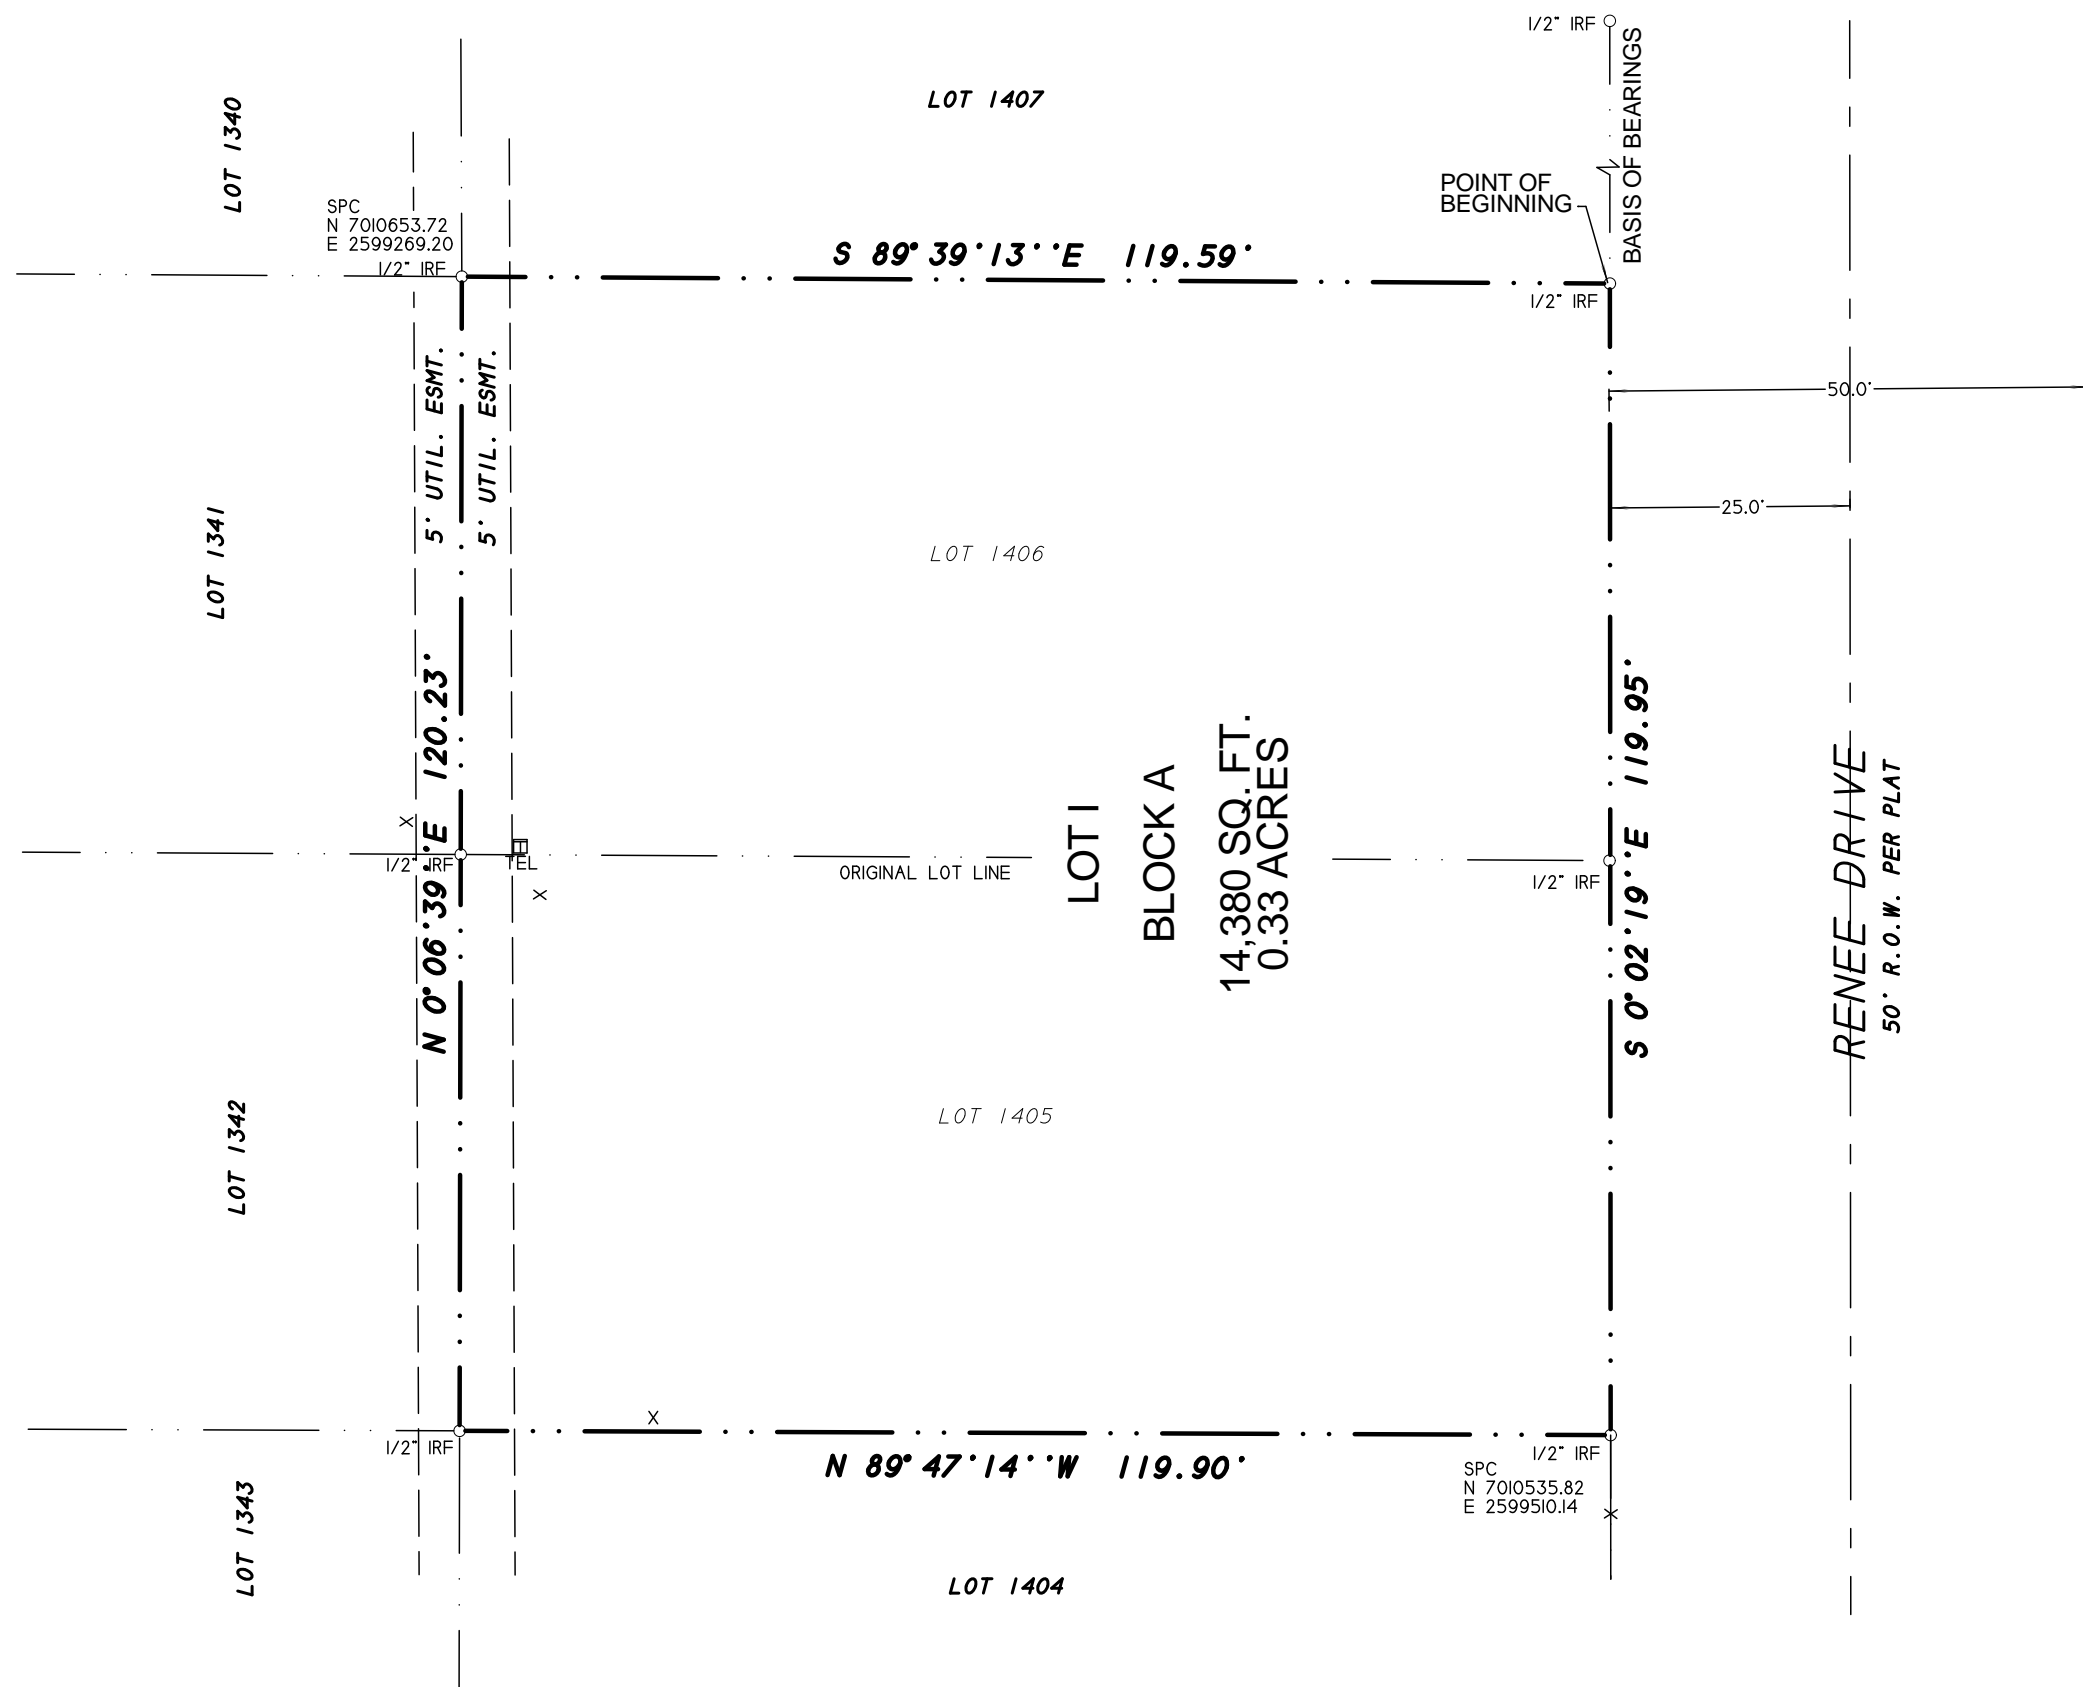 1/2" IRF
BASIS OF BEARINGS
LOT 1407
LOT 1340
POINT OF
BEGINNING
SPC
N 7010653.72
E 2599269.20
1/2" IRF
S 89°39'13''E 119.59'
1/2" IRF
5' UTIL. ESMT.
5' UTIL. ESMT.
50.0'
25.0'
LOT 1341
LOT 1406
N 0°06'39''E 120.23'
S 0°02'19''E 119.95'
X
1/2" IRF
TEL
X
ORIGINAL LOT LINE
LOT 1
BLOCK A
14,380 SQ. FT.
0.33 ACRES
1/2" IRF
RENEE DRIVE
50' R.O.W. PER PLAT
LOT 1342
LOT 1405
X
1/2" IRF
N 89°47'14''W 119.90'
1/2" IRF
SPC
N 7010535.82
E 2599510.14
X
LOT 1343
LOT 1404